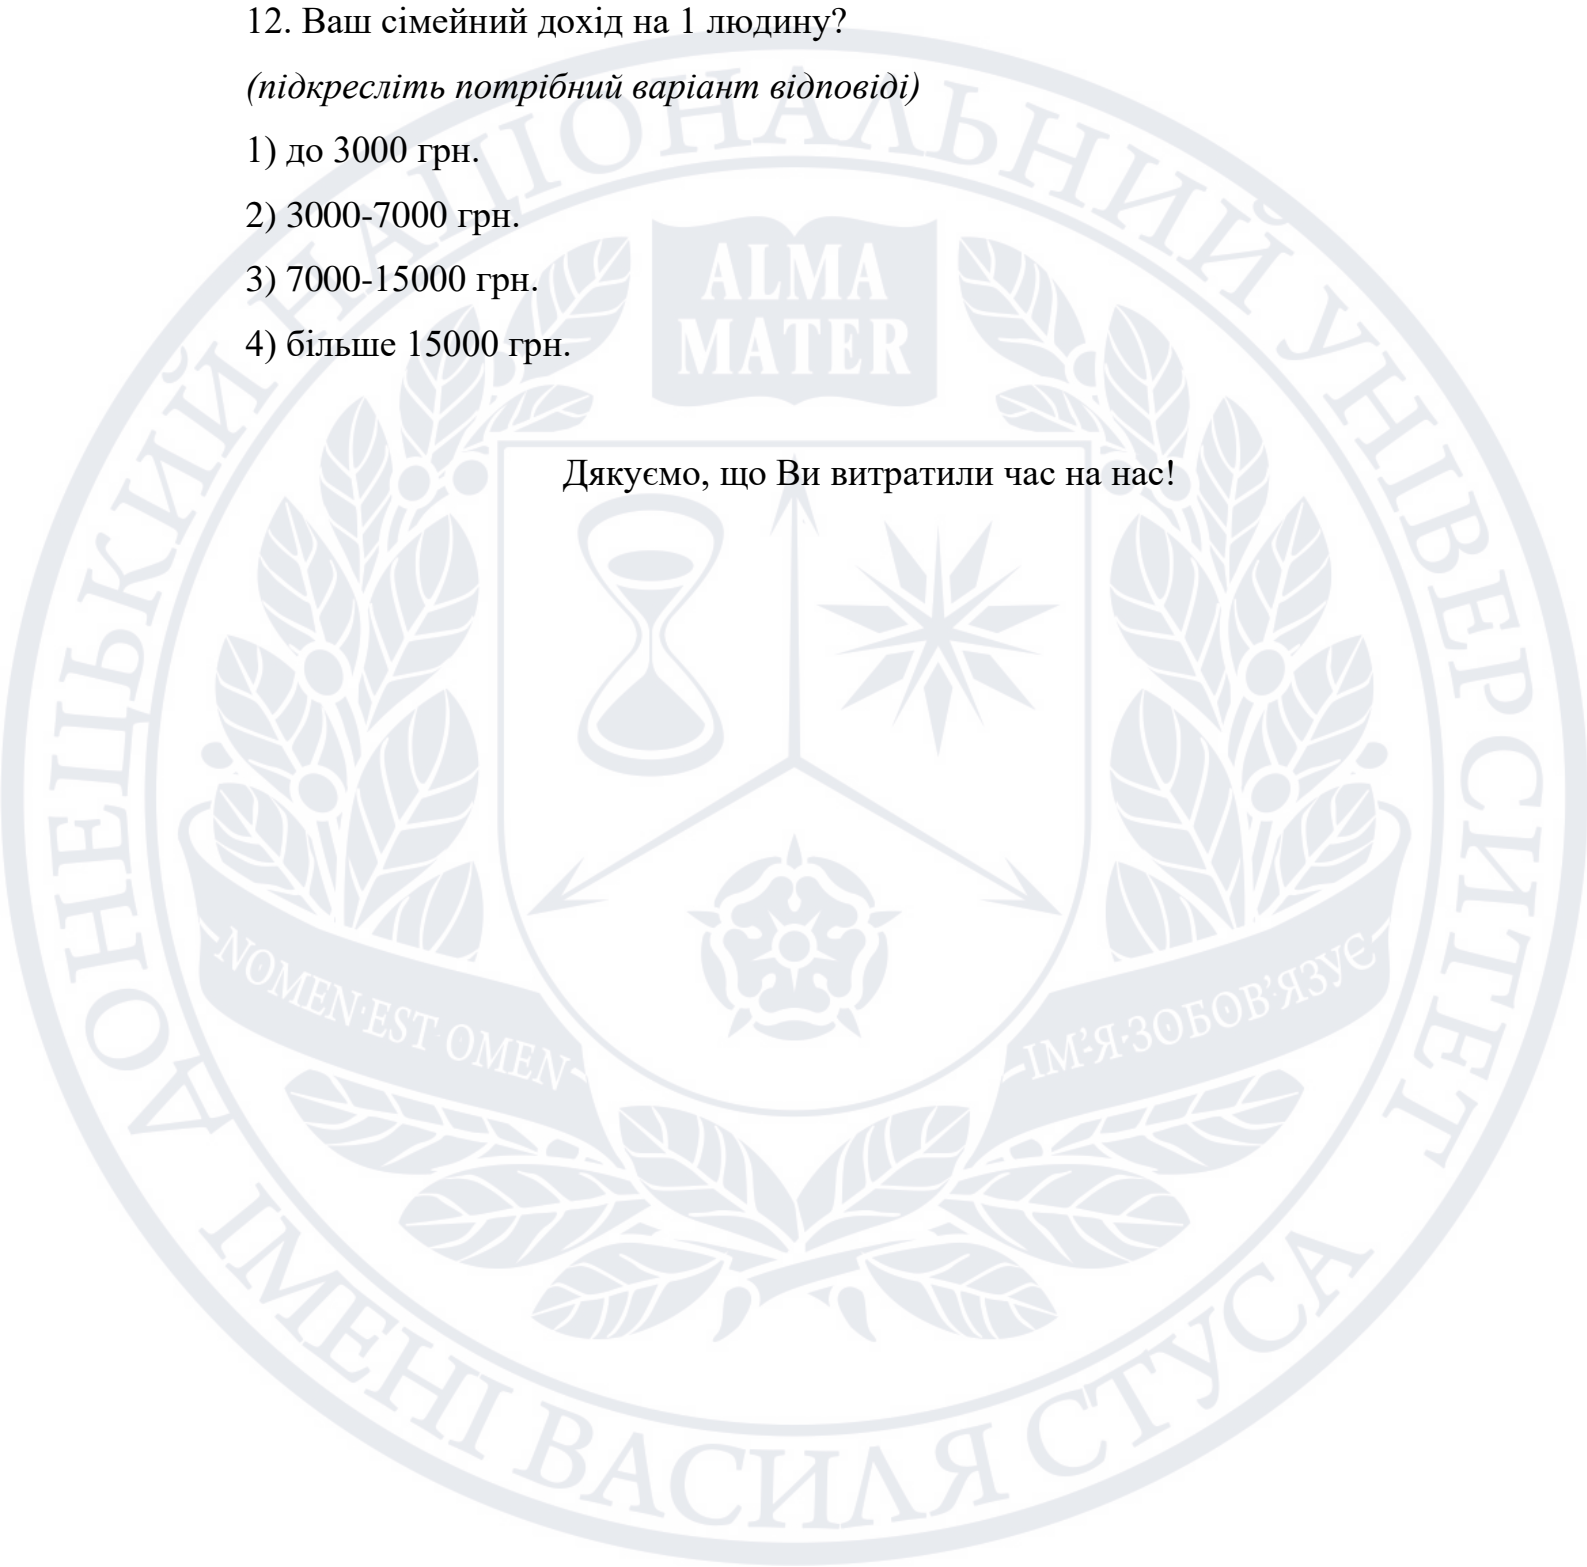 12. Ваш сімейний дохід на 1 людину?
(підкресліть потрібний варіант відповіді)
1) до 3000 грн.
2) 3000-7000 грн.
3) 7000-15000 грн.
4) більше 15000 грн.
Дякуємо, що Ви витратили час на нас!
ДОНЕЦЬКИЙ НАЦІОНАЛЬНИЙ УНІВЕРСИТЕТ
ІМЕНІ ВАСИЛЯ СТУСА
ALMA
MATER
NOMEN EST OMEN
ІМ'Я ЗОБОВ'ЯЗУЄ